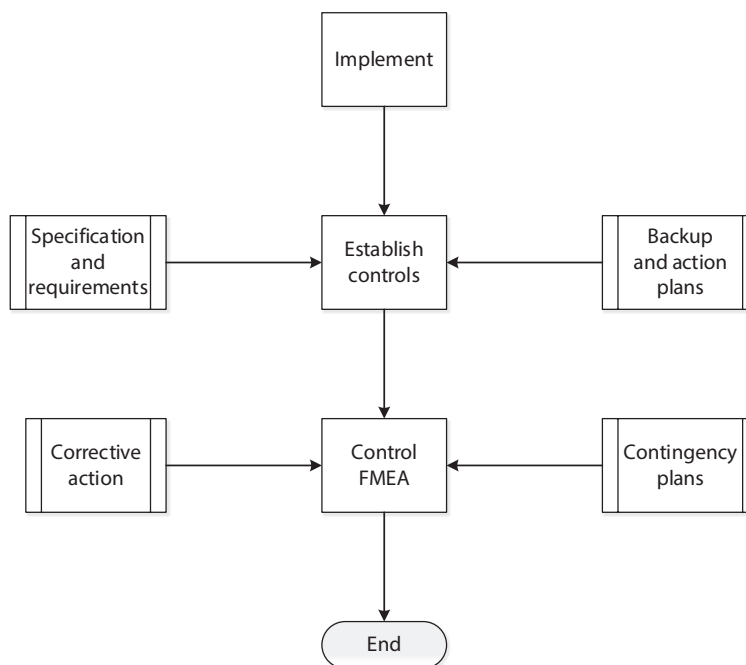 Implement
Specification
and
requirements
Establish
controls
Backup
and action
plans
Corrective
action
Control
FMEA
Contingency
plans
End